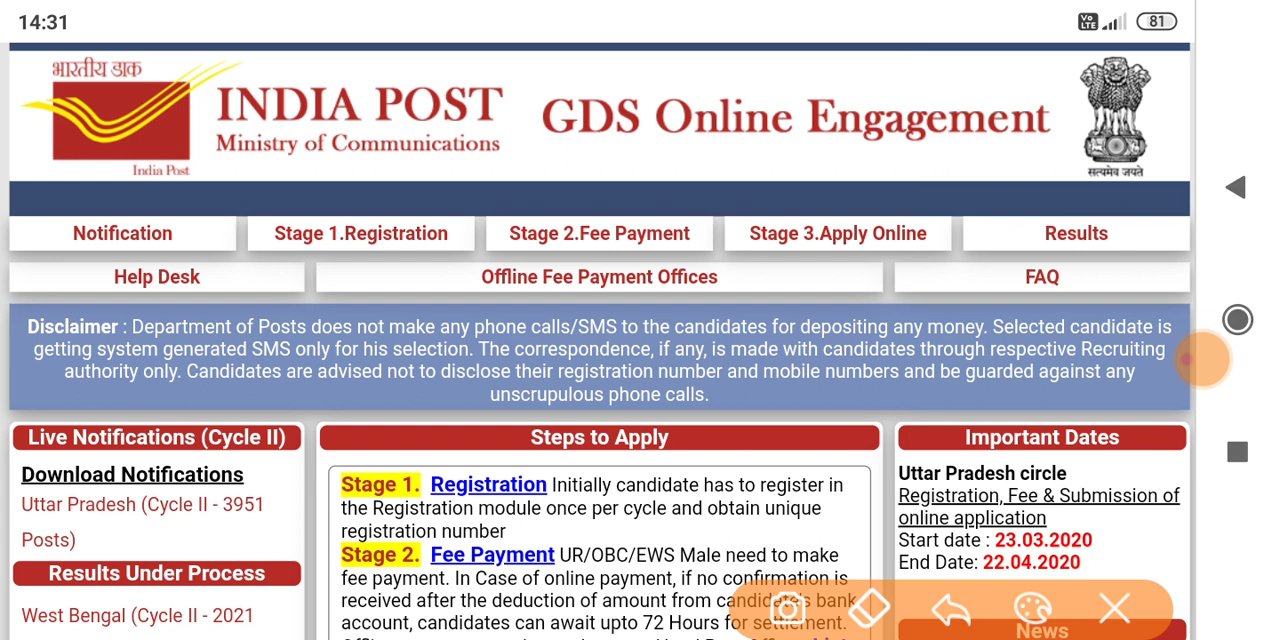 14:31
Vo
LTE
81
भारतीय डाक
India Post
INDIA POST
Ministry of Communications
GDS Online Engagement
सत्यमेव जयते
Notification
Stage 1.Registration
Stage 2.Fee Payment
Stage 3.Apply Online
Results
Help Desk
Offline Fee Payment Offices
FAQ
Disclaimer : Department of Posts does not make any phone calls/SMS to the candidates for depositing any money. Selected candidate is
getting system generated SMS only for his selection. The correspondence, if any, is made with candidates through respective Recruiting
authority only. Candidates are advised not to disclose their registration number and mobile numbers and be guarded against any
unscrupulous phone calls.
Live Notifications (Cycle II)
Download Notifications
Uttar Pradesh (Cycle II - 3951
Posts)
Results Under Process
West Bengal (Cycle II - 2021
Steps to Apply
Stage 1. Registration Initially candidate has to register in
the Registration module once per cycle and obtain unique
registration number
Stage 2. Fee Payment UR/OBC/EWS Male need to make
fee payment. In Case of online payment, if no confirmation is
received after the deduction of amount from candidate's bank
account, candidates can await upto 72 Hours for settlement.
Important Dates
Uttar Pradesh circle
Registration, Fee & Submission of
online application
Start date : 23.03.2020
End Date: 22.04.2020
News